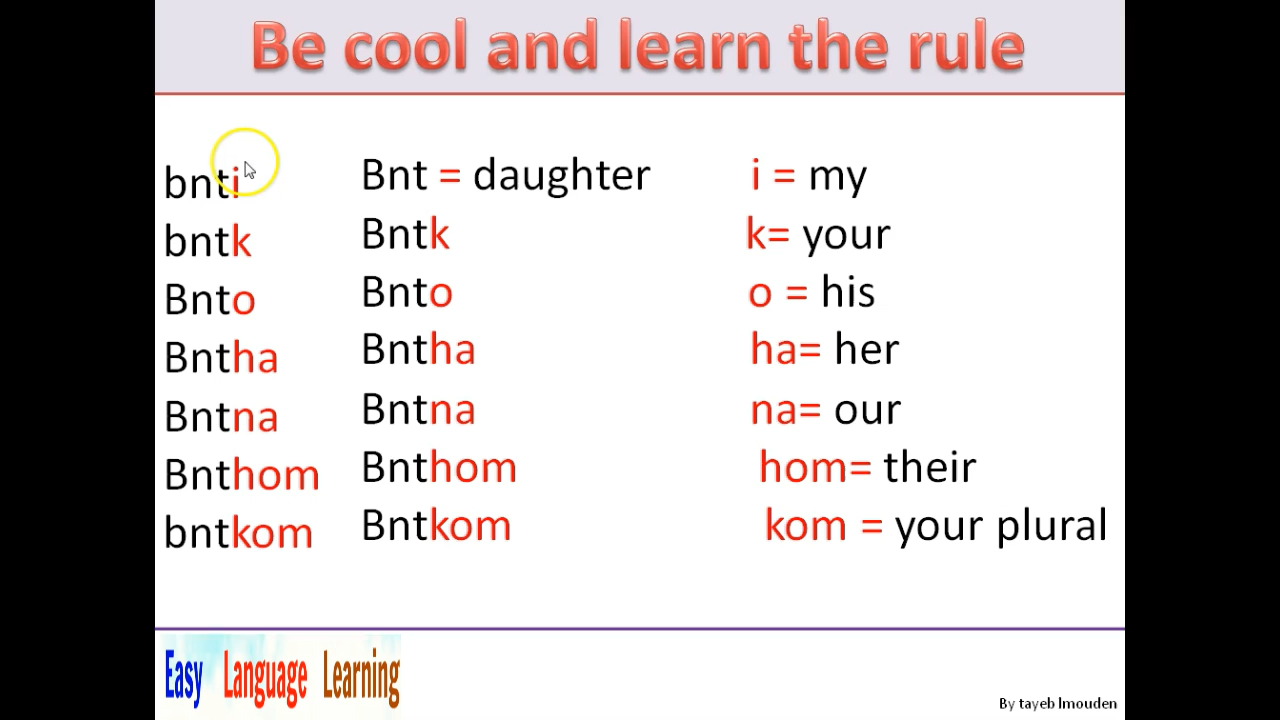 Be cool and learn the rule
bnti Bnt = daughter i = my
bntk Bntk k= your
Bnto Bnto o = his
Bntha Bntha ha= her
Bntna Bntna na= our
Bnthom Bnthom hom= their
bntkom Bntkom kom = your plural
Easy Language Learning
By tayeb lmouden